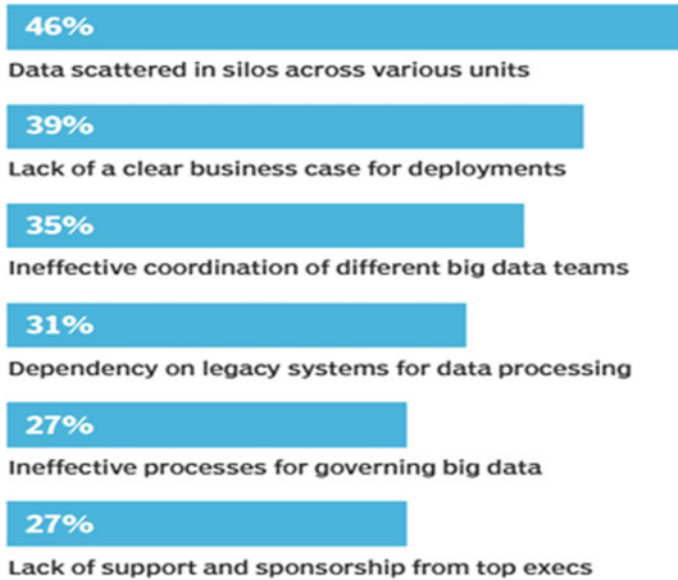 46%
Data scattered in silos across various units
39%
Lack of a clear business case for deployments
35%
Ineffective coordination of different big data teams
31%
Dependency on legacy systems for data processing
27%
Ineffective processes for governing big data
27%
Lack of support and sponsorship from top execs